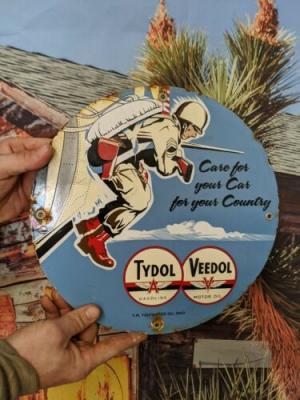 Care for
your Car
for your Country
TYDOL VEEDOL
A V
GASOLINE MOTOR OIL